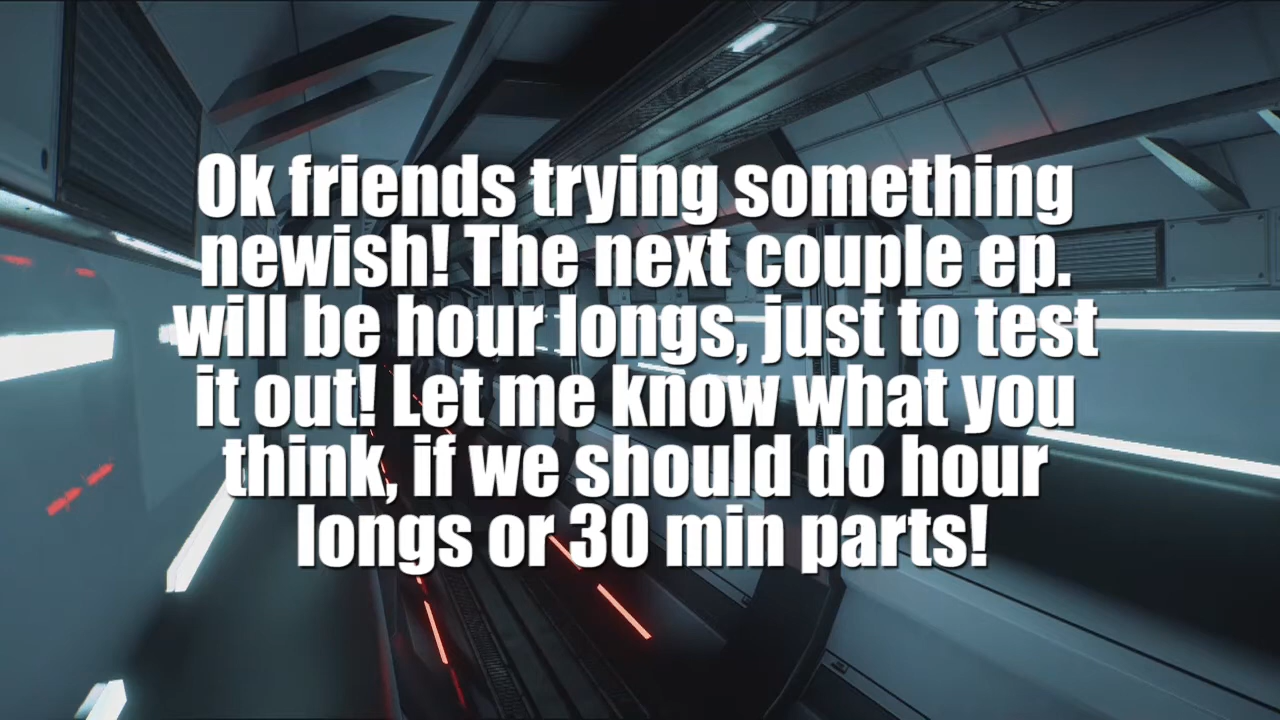 Ok friends trying something
newish! The next couple ep.
will be hour longs, just to test
it out! Let me know what you
think, if we should do hour
longs or 30 min parts!